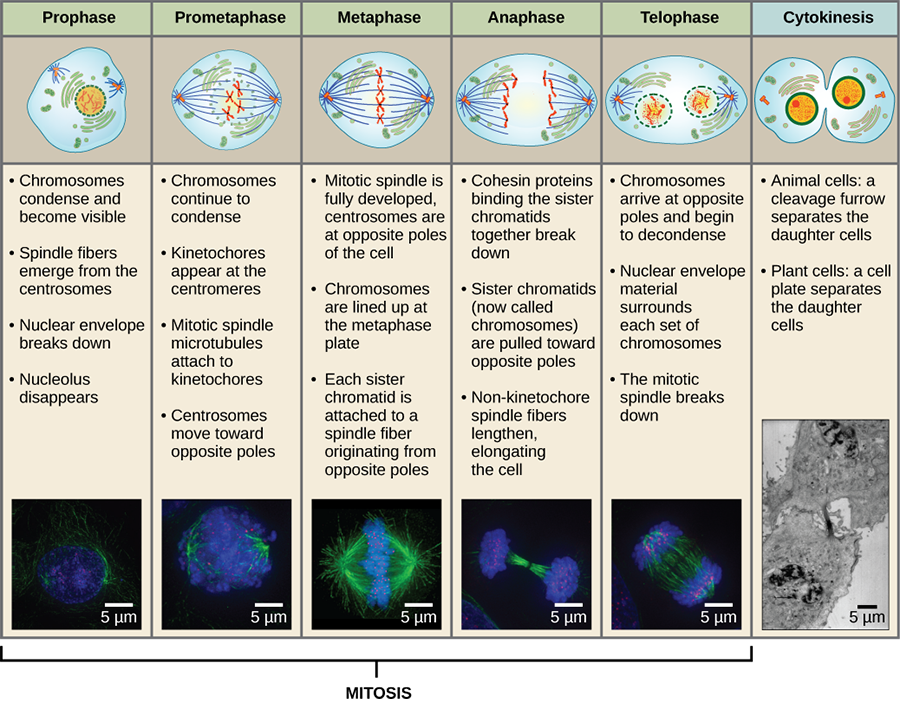 Prophase
Prometaphase
Metaphase
Anaphase
Telophase
Cytokinesis
• Chromosomes
condense and
become visible
• Spindle fibers
emerge from the
centrosomes
• Nuclear envelope
breaks down
• Nucleolus
disappears
• Chromosomes
continue to
condense
• Kinetochores
appear at the
centromeres
• Mitotic spindle
microtubules
attach to
kinetochores
• Centrosomes
move toward
opposite poles
• Mitotic spindle is
fully developed,
centrosomes are
at opposite poles
of the cell
• Chromosomes
are lined up at
the metaphase
plate
• Each sister
chromatid is
attached to a
spindle fiber
originating from
opposite poles
• Cohesin proteins
binding the sister
chromatids
together break
down
• Sister chromatids
(now called
chromosomes)
are pulled toward
opposite poles
• Non-kinetochore
spindle fibers
lengthen,
elongating
the cell
• Chromosomes
arrive at opposite
poles and begin
to decondense
• Nuclear envelope
material
surrounds
each set of
chromosomes
• The mitotic
spindle breaks
down
• Animal cells: a
cleavage furrow
separates the
daughter cells
• Plant cells: a cell
plate separates
the daughter
cells
5 µm
5 µm
5 µm
5 µm
5 µm
5 µm
MITOSIS